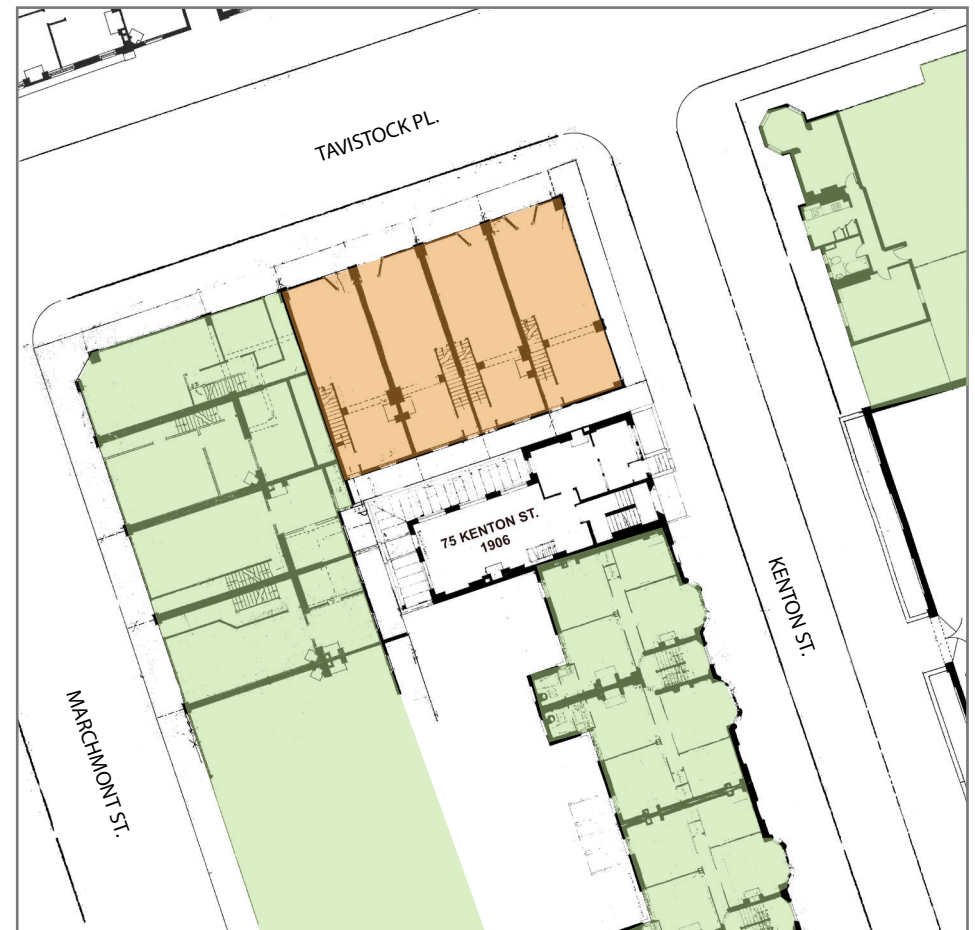 TAVISTOCK PL.
75 KENTON ST.
1906
KENTON ST.
MARCHMONT ST.